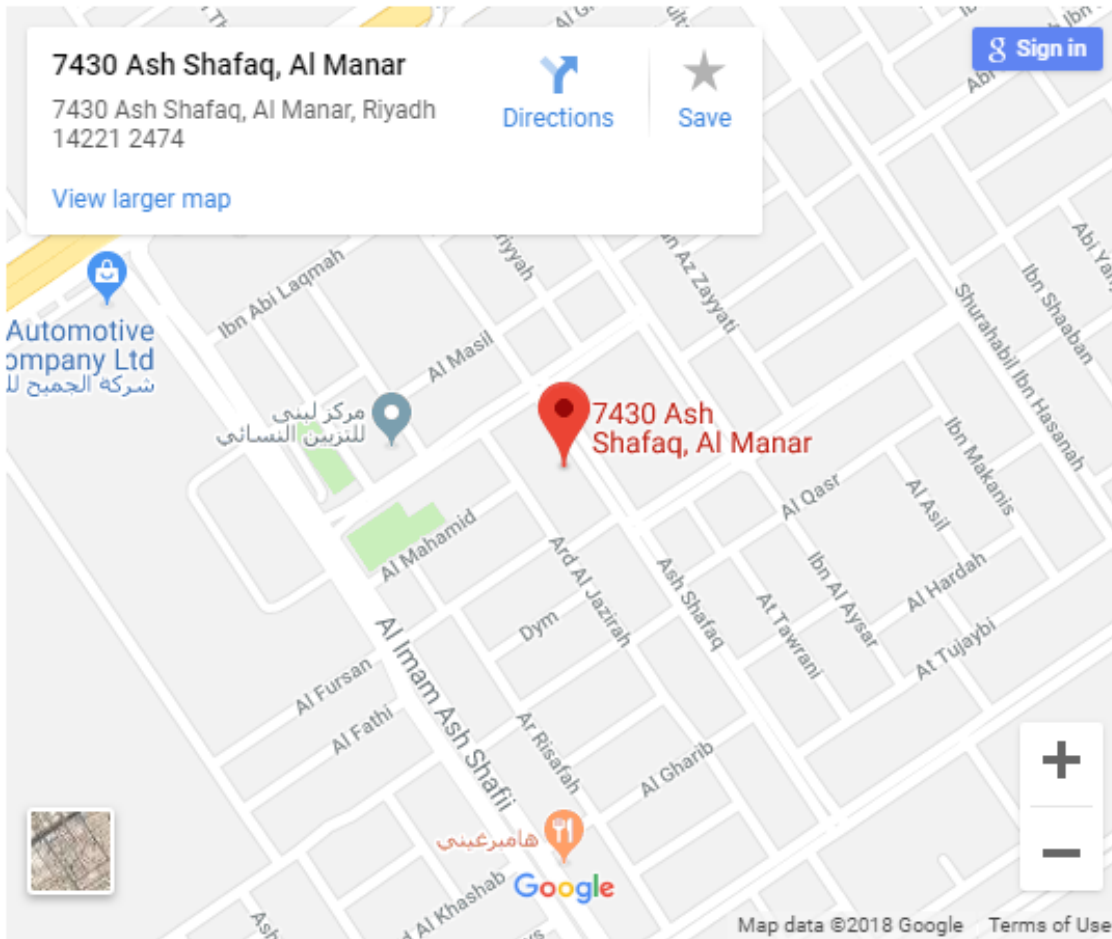 7430 Ash Shafaq, Al Manar
7430 Ash Shafaq, Al Manar, Riyadh
14221 2474
Directions
Save
View larger map
Sign in
Ibn Abi Laqmah
Al Masil
Az Zayyati
Ibn Shaaban
Shurahabil Ibn Hasanah
Automotive
Company Ltd
شركة الجميح
مركز لبنى
للتزيين النسائي
7430 Ash
Shafaq, Al Manar
Ibn Makanis
Al Asil
Al Qasr
Al Mahamid
Ard Al Jazirah
Ash Shafaq
Ibn Al Aysar
Al Hardah
At Tawrani
At Tujaybi
Dym
Al Imam Ash Shafii
Al Fursan
Al Fathi
Ar Risafah
Al Gharib
هامبرغيني
Google
Al Khashab
Map data ©2018 Google
Terms of Use